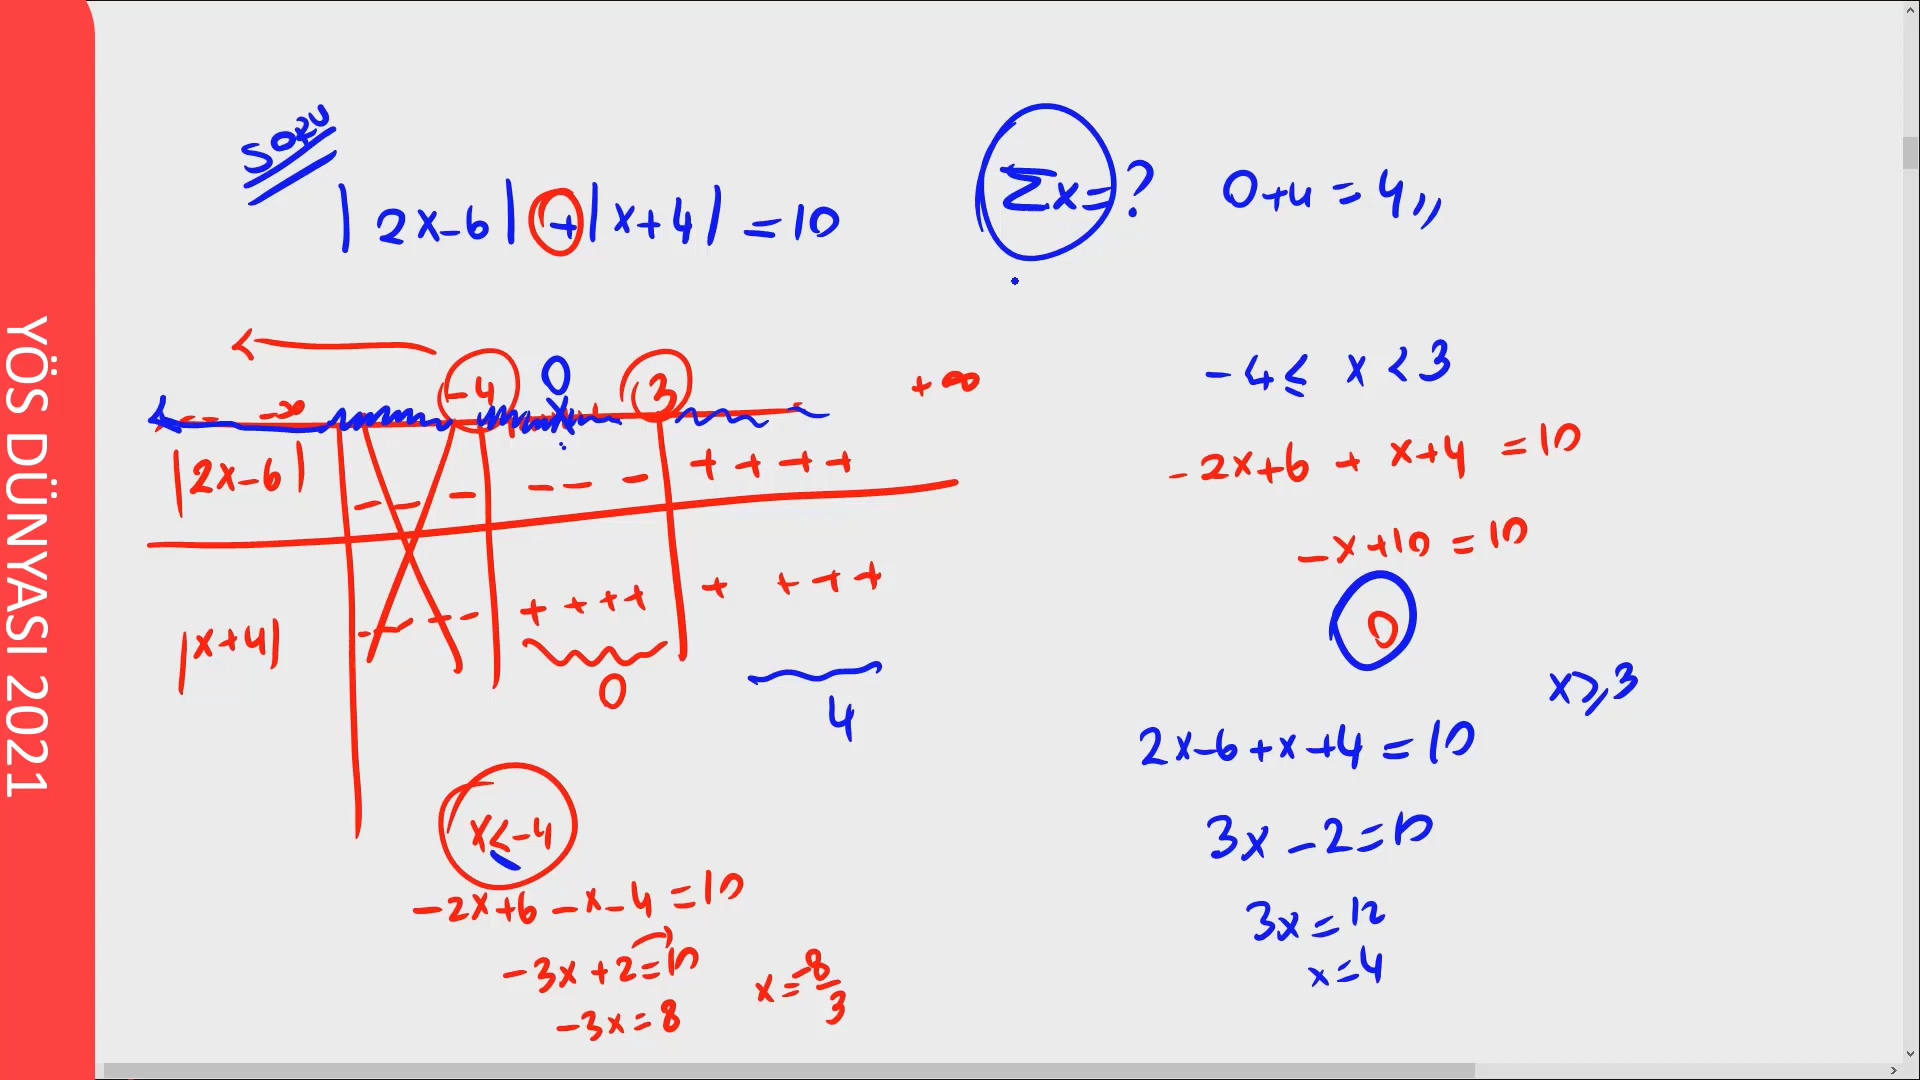 YÖS DÜNYASI 2021
soru
|2x-6| + |x+4| = 10
Σx=? 0+4=4,,
-4 0 3
-∞ +∞
|2x-6| - - - - - - - + + + +
|x+4| - - - - + + + + + + + +
0
4
x≤-4
-2x+6-x-4=10
-3x+2=10
-3x=8
x=-8/3
-4≤ x<3
-2x+6 + x+4 =10
-x+10=10
0
x≥3
2x-6+x+4=10
3x-2=10
3x=12
x=4